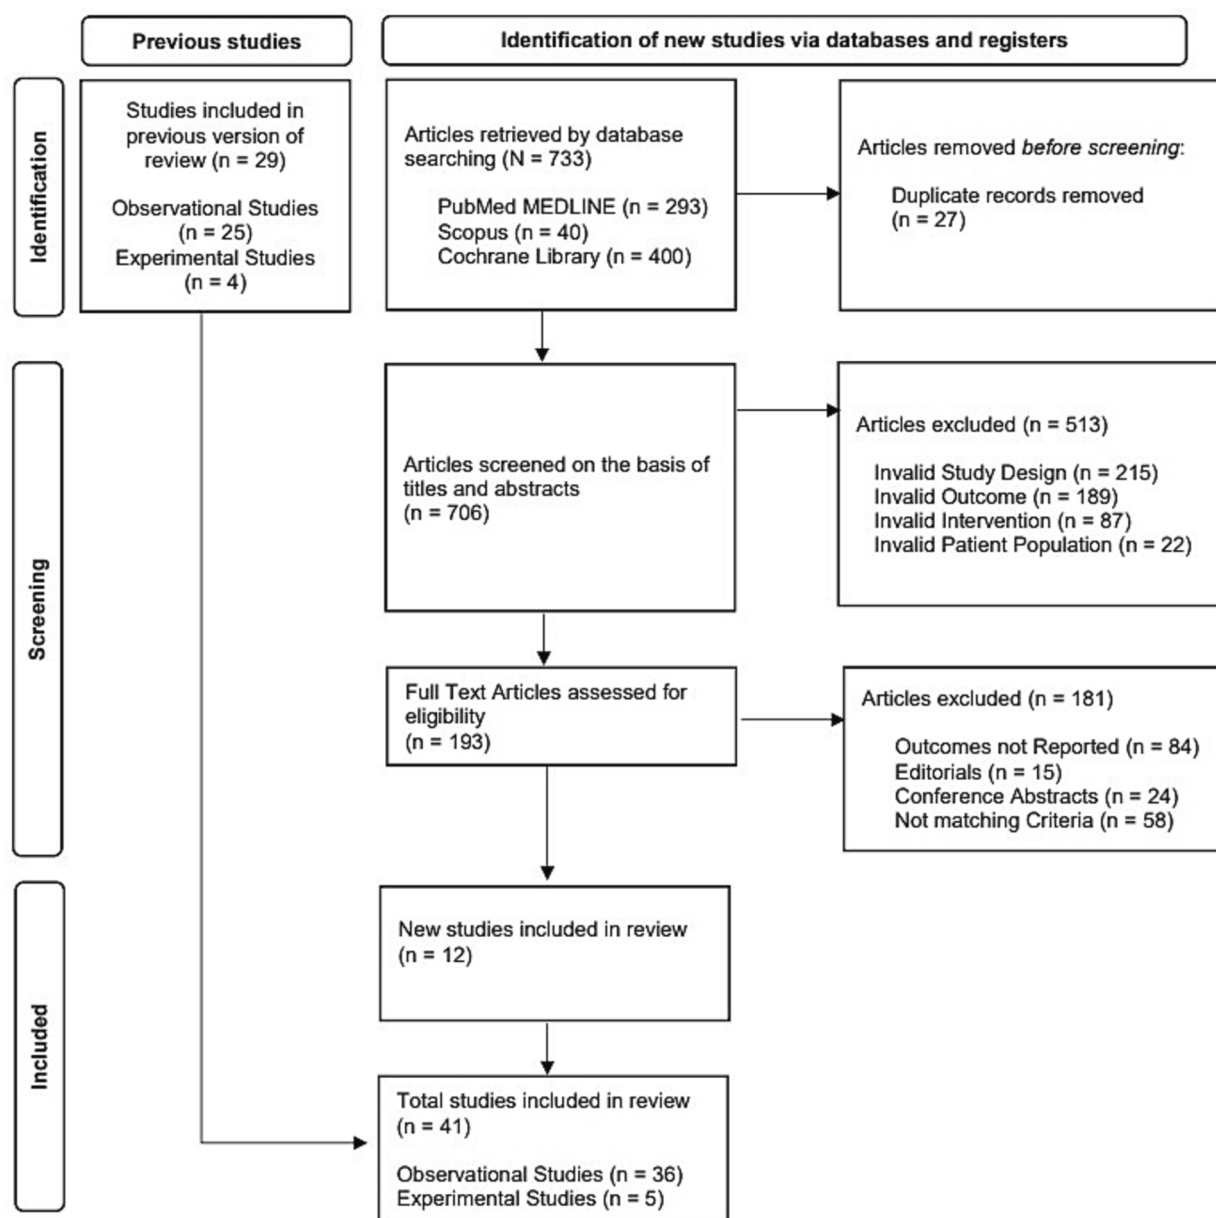 Previous studies
Identification of new studies via databases and registers
Identification
Studies included in
previous version of
review (n = 29)
Observational Studies
(n = 25)
Experimental Studies
(n = 4)
Articles retrieved by database
searching (N = 733)
PubMed MEDLINE (n = 293)
Scopus (n = 40)
Cochrane Library (n = 400)
Articles removed before screening:
Duplicate records removed
(n = 27)
Screening
Articles screened on the basis of
titles and abstracts
(n = 706)
Articles excluded (n = 513)
Invalid Study Design (n = 215)
Invalid Outcome (n = 189)
Invalid Intervention (n = 87)
Invalid Patient Population (n = 22)
Full Text Articles assessed for
eligibility
(n = 193)
Articles excluded (n = 181)
Outcomes not Reported (n = 84)
Editorials (n = 15)
Conference Abstracts (n = 24)
Not matching Criteria (n = 58)
Included
New studies included in review
(n = 12)
Total studies included in review
(n = 41)
Observational Studies (n = 36)
Experimental Studies (n = 5)